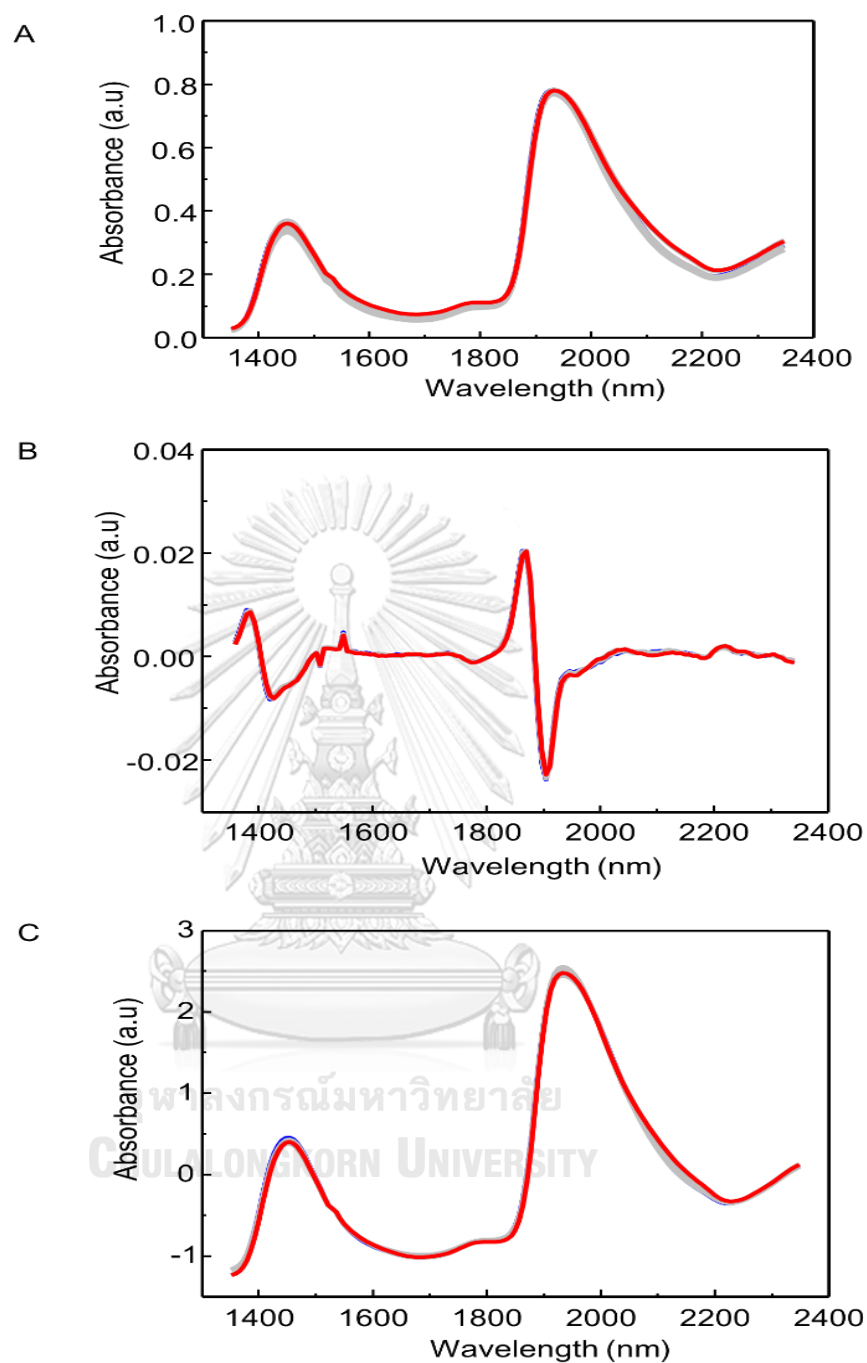 A
1.0
0.8
0.6
0.4
0.2
0.0
Absorbance (a.u)
1400 1600 1800 2000 2200 2400
Wavelength (nm)
B
0.04
0.02
0.00
-0.02
Absorbance (a.u)
1400 1600 1800 2000 2200 2400
Wavelength (nm)
C
3
2
1
0
-1
Absorbance (a.u)
จุฬาลงกรณ์มหาวิทยาลัย
CHULALONGKORN UNIVERSITY
1400 1600 1800 2000 2200 2400
Wavelength (nm)